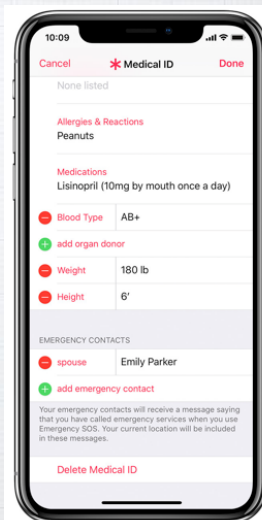 10:09
Cancel Medical ID Done
None listed
Allergies & Reactions
Peanuts
Medications
Lisinopril (10mg by mouth once a day)
Blood Type AB+
add organ donor
Weight 180 lb
Height 6'
EMERGENCY CONTACTS
spouse Emily Parker
add emergency contact
Your emergency contacts will receive a message saying
that you have called emergency services when you use
Emergency SOS. Your current location will be included
in these messages.
Delete Medical ID